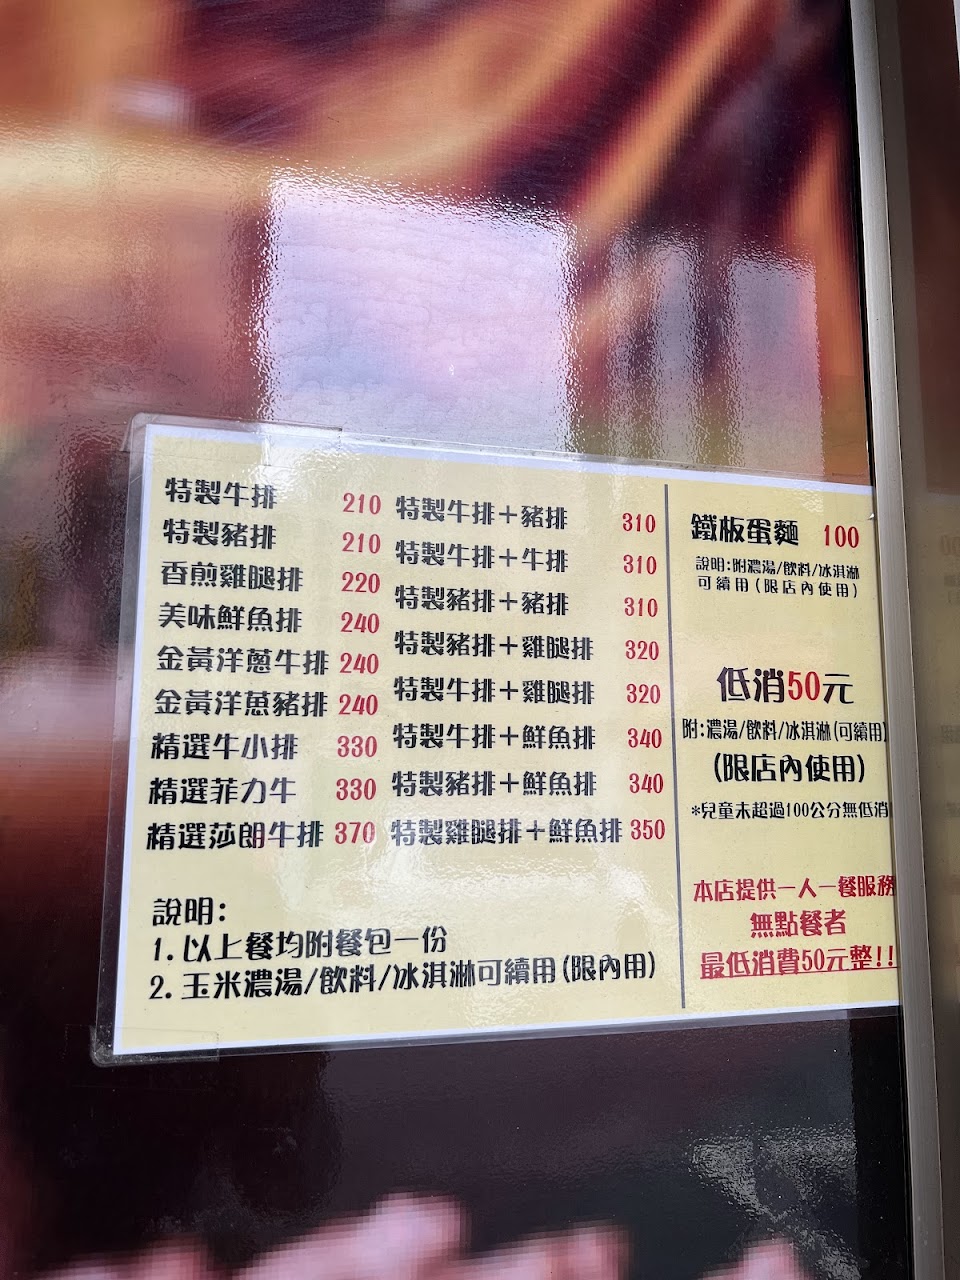 特製牛排 210
特製豬排 210
香煎雞腿排 220
美味鮮魚排 240
金黃洋蔥牛排 240
金黃洋蔥豬排 240
精選牛小排 330
精選菲力牛 330
精選莎朗牛排 370
特製牛排+豬排 310
特製牛排+牛排 310
特製豬排+豬排 310
特製豬排+雞腿排 320
特製牛排+雞腿排 320
特製牛排+鮮魚排 340
特製豬排+鮮魚排 340
特製雞腿排+鮮魚排 350
說明:
1.以上餐均附餐包一份
2.玉米濃湯/飲料/冰淇淋可續用(限內用)
鐵板蛋麵 100
說明:附濃湯/飲料/冰淇淋
可續用(限店內使用)
低消50元
附:濃湯/飲料/冰淇淋(可續用)
(限店內使用)
*兒童未超過100公分無低消
本店提供一人一餐服務
無點餐者
最低消費50元整!!